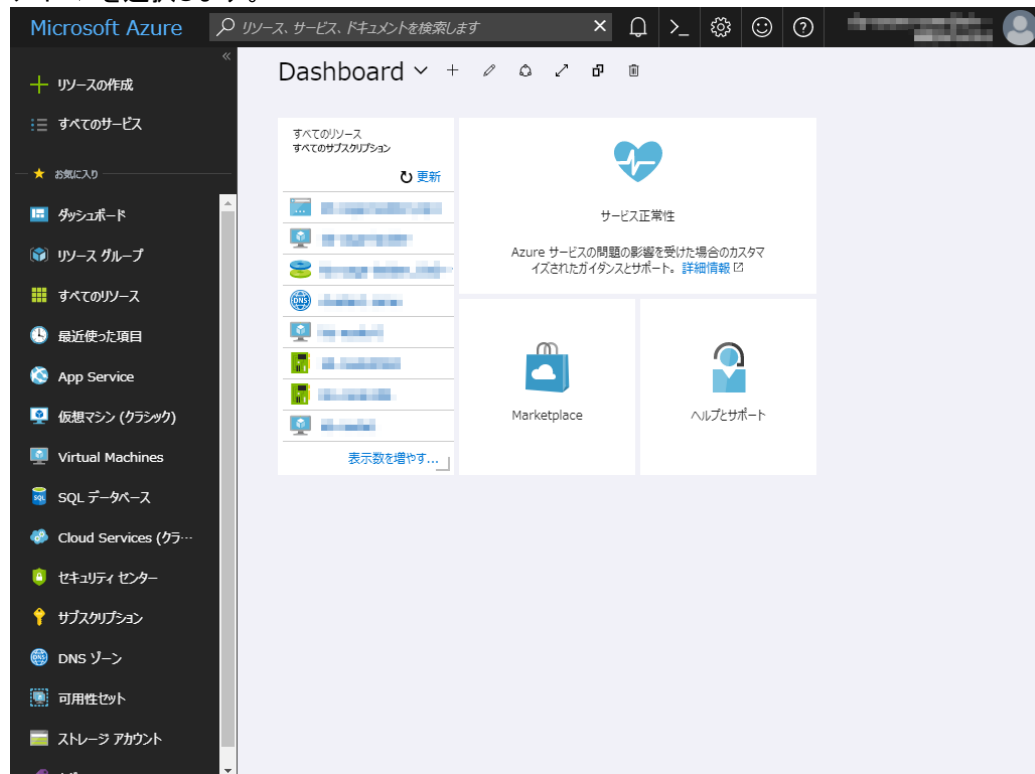 を選択します。
Microsoft Azure
リソース、サービス、ドキュメントを検索します
リソースの作成
すべてのサービス
お気に入り
ダッシュボード
リソース グループ
すべてのリソース
最近使った項目
App Service
仮想マシン (クラシック)
Virtual Machines
SQL データベース
Cloud Services (クラ…
セキュリティ センター
サブスクリプション
DNS ゾーン
可用性セット
ストレージ アカウント
Dashboard
すべてのリソース
すべてのサブスクリプション
更新
表示数を増やす...
サービス正常性
Azure サービスの問題の影響を受けた場合のカスタマ
イズされたガイダンスとサポート。詳細情報
Marketplace
ヘルプとサポート